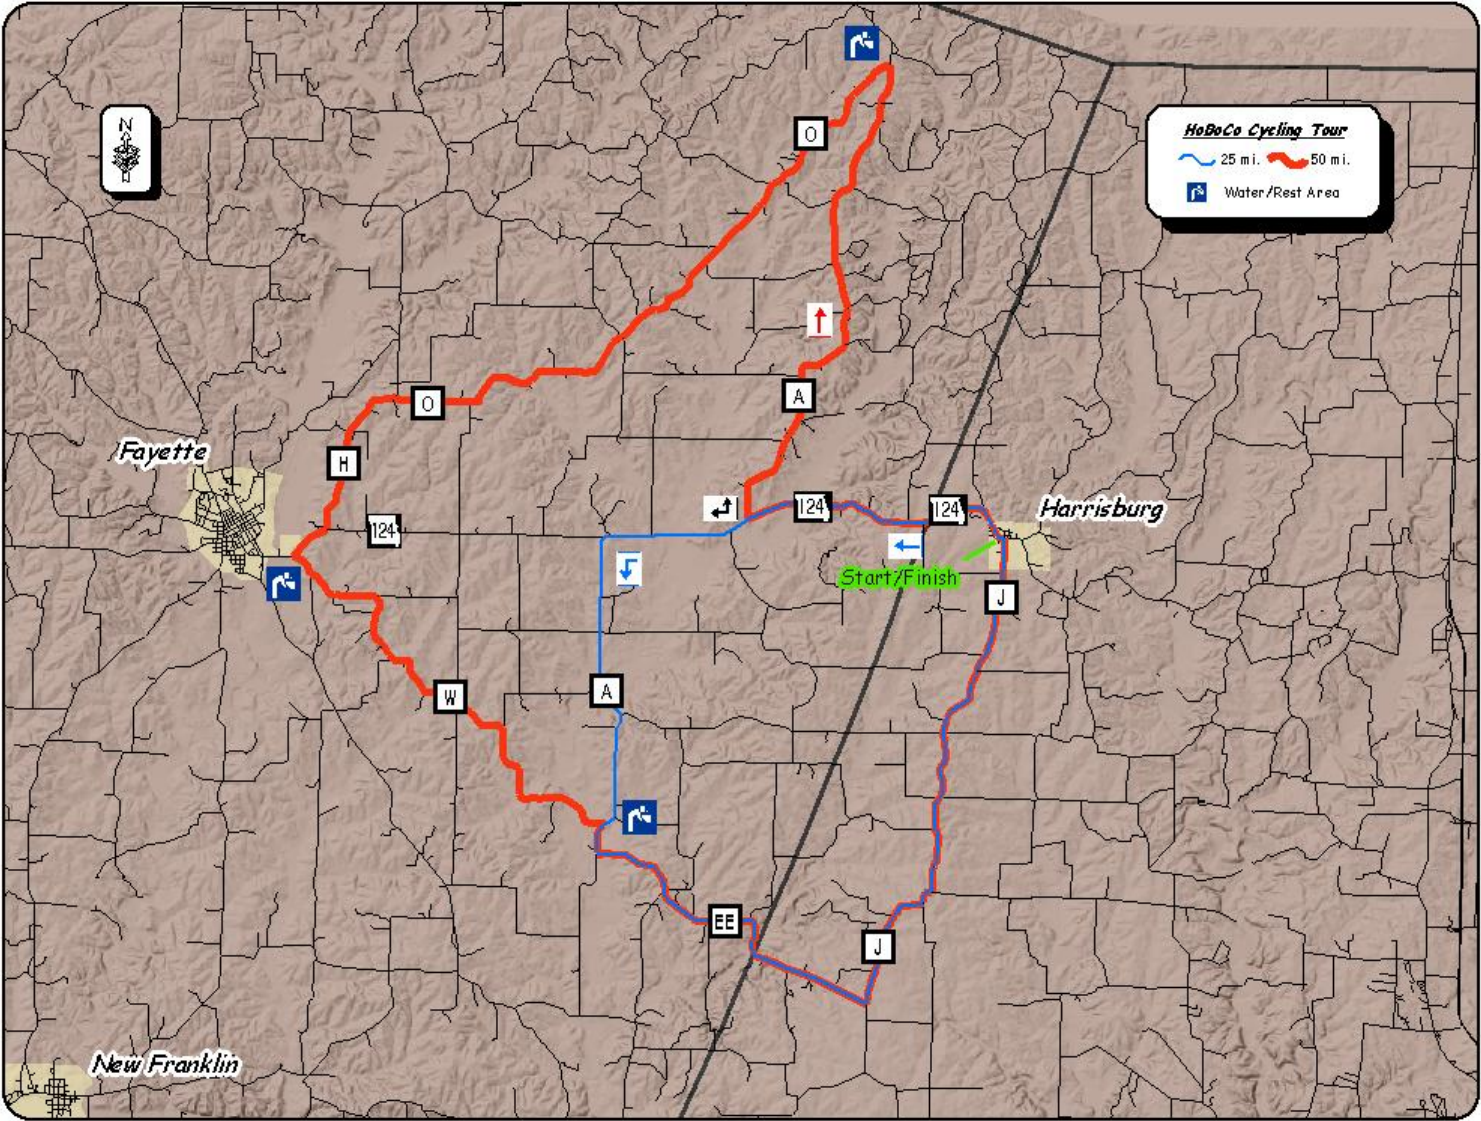 N
O
HoBoCo Cycling Tour
25 mi. 50 mi.
Water/Rest Area
A
O
Fayette
H
124
124
124
Harrisburg
Start/Finish
J
W
A
EE
J
New Franklin